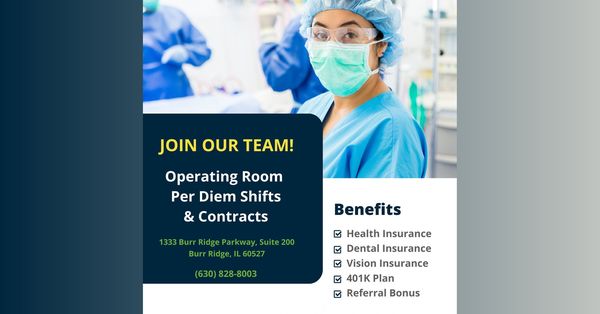 JOIN OUR TEAM!
Operating Room
Per Diem Shifts
& Contracts
1333 Burr Ridge Parkway, Suite 200
Burr Ridge, IL 60527
(630) 828-8003
Benefits
Health Insurance
Dental Insurance
Vision Insurance
401K Plan
Referral Bonus